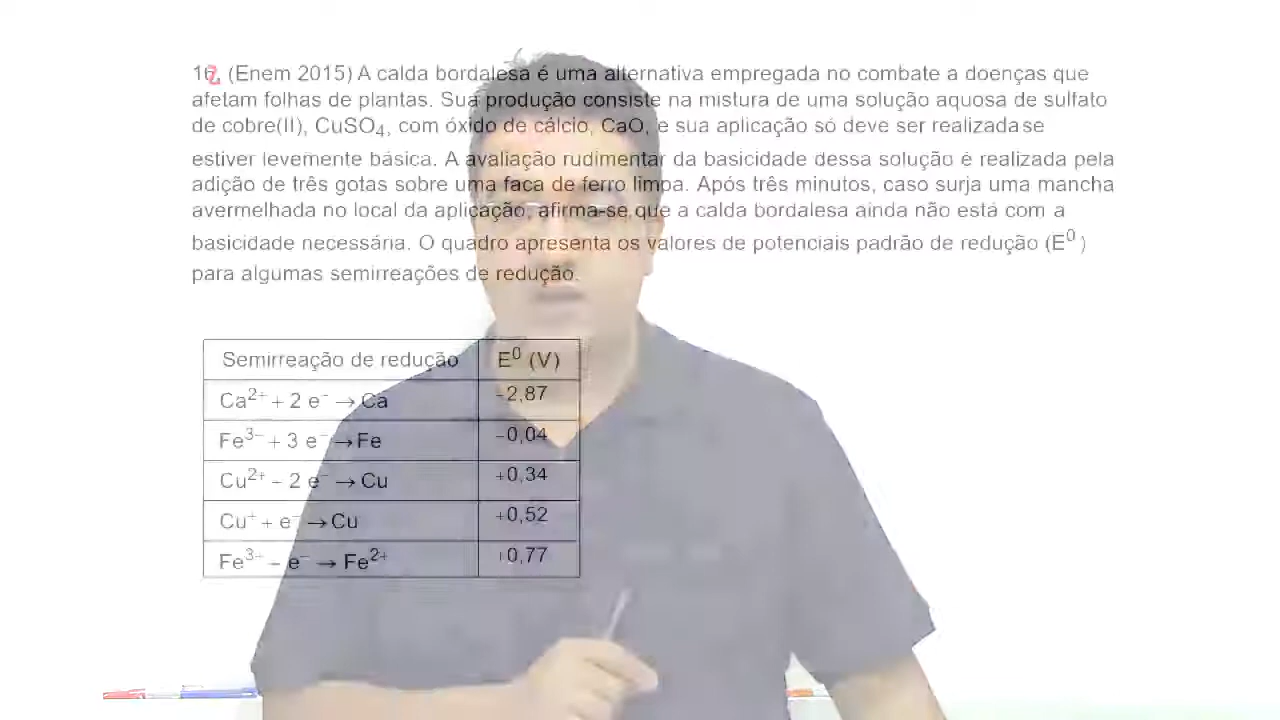 16. (Enem 2015) A calda bordalesa é uma alternativa empregada no combate a doenças que
afetam folhas de plantas. Sua produção consiste na mistura de uma solução aquosa de sulfato
de cobre(II), CuSO4, com óxido de cálcio, CaO, e sua aplicação só deve ser realizada se
estiver levemente básica. A avaliação rudimentar da basicidade dessa solução é realizada pela
adição de três gotas sobre uma faca de ferro limpa. Após três minutos, caso surja uma mancha
avermelhada no local da aplicação, afirma-se que a calda bordalesa ainda não está com a
basicidade necessária. O quadro apresenta os valores de potenciais padrão de redução (E⁰)
para algumas semirreações de redução.
Semirreação de redução E⁰ (V)
Ca²⁺ + 2 e⁻ → Ca −2,87
Fe³⁺ + 3 e⁻ → Fe −0,04
Cu²⁺ + 2 e⁻ → Cu +0,34
Cu⁺ + e⁻ → Cu +0,52
Fe³⁺ + e⁻ → Fe²⁺ +0,77